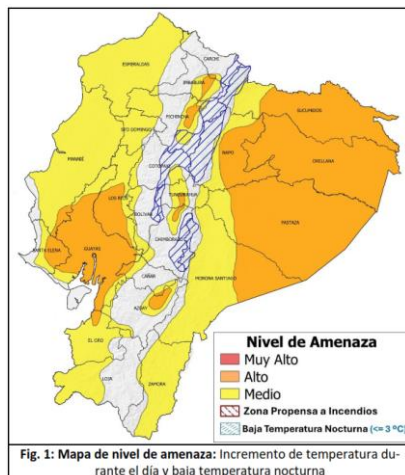 ESMERALDAS
CARCHI
IMBABURA
SUCUMBIOS
PICHINCHA
STO DOMINGO
NAPO
ORELLANA
MANABI
COTOPAXI
TUNGURAHUA
LOS RIOS
PASTAZA
BOLIVAR
CHIMBORAZO
SANTA ELENA
GUAYAS
MORONA SANTIAGO
CAÑAR
AZUAY
EL ORO
LOJA
ZAMORA
Nivel de Amenaza
Muy Alto
Alto
Medio
Zona Propensa a Incendios
Baja Temperatura Nocturna (<= 3 ºC)
Fig. 1: Mapa de nivel de amenaza: Incremento de temperatura du-
rante el día y baja temperatura nocturna